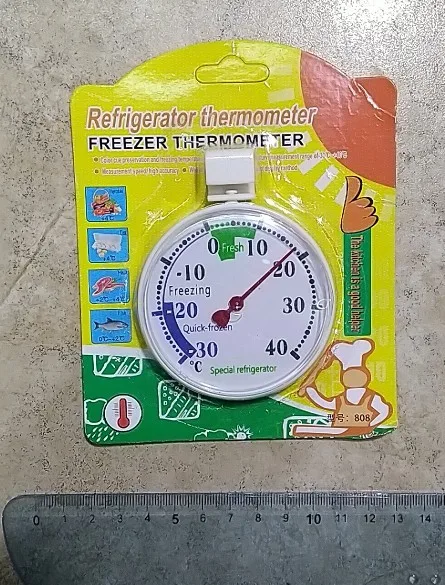 Refrigerator thermometer
FREEZER THERMOMETER
0 Fresh 10
-10 20
Freezing
-20 30
Quick-frozen
-30 40
°C
Special refrigerator
The kitchen is a good helper
型号: 808
0 1 2 3 4 5 6 7 8 9 10 11 12 13 14